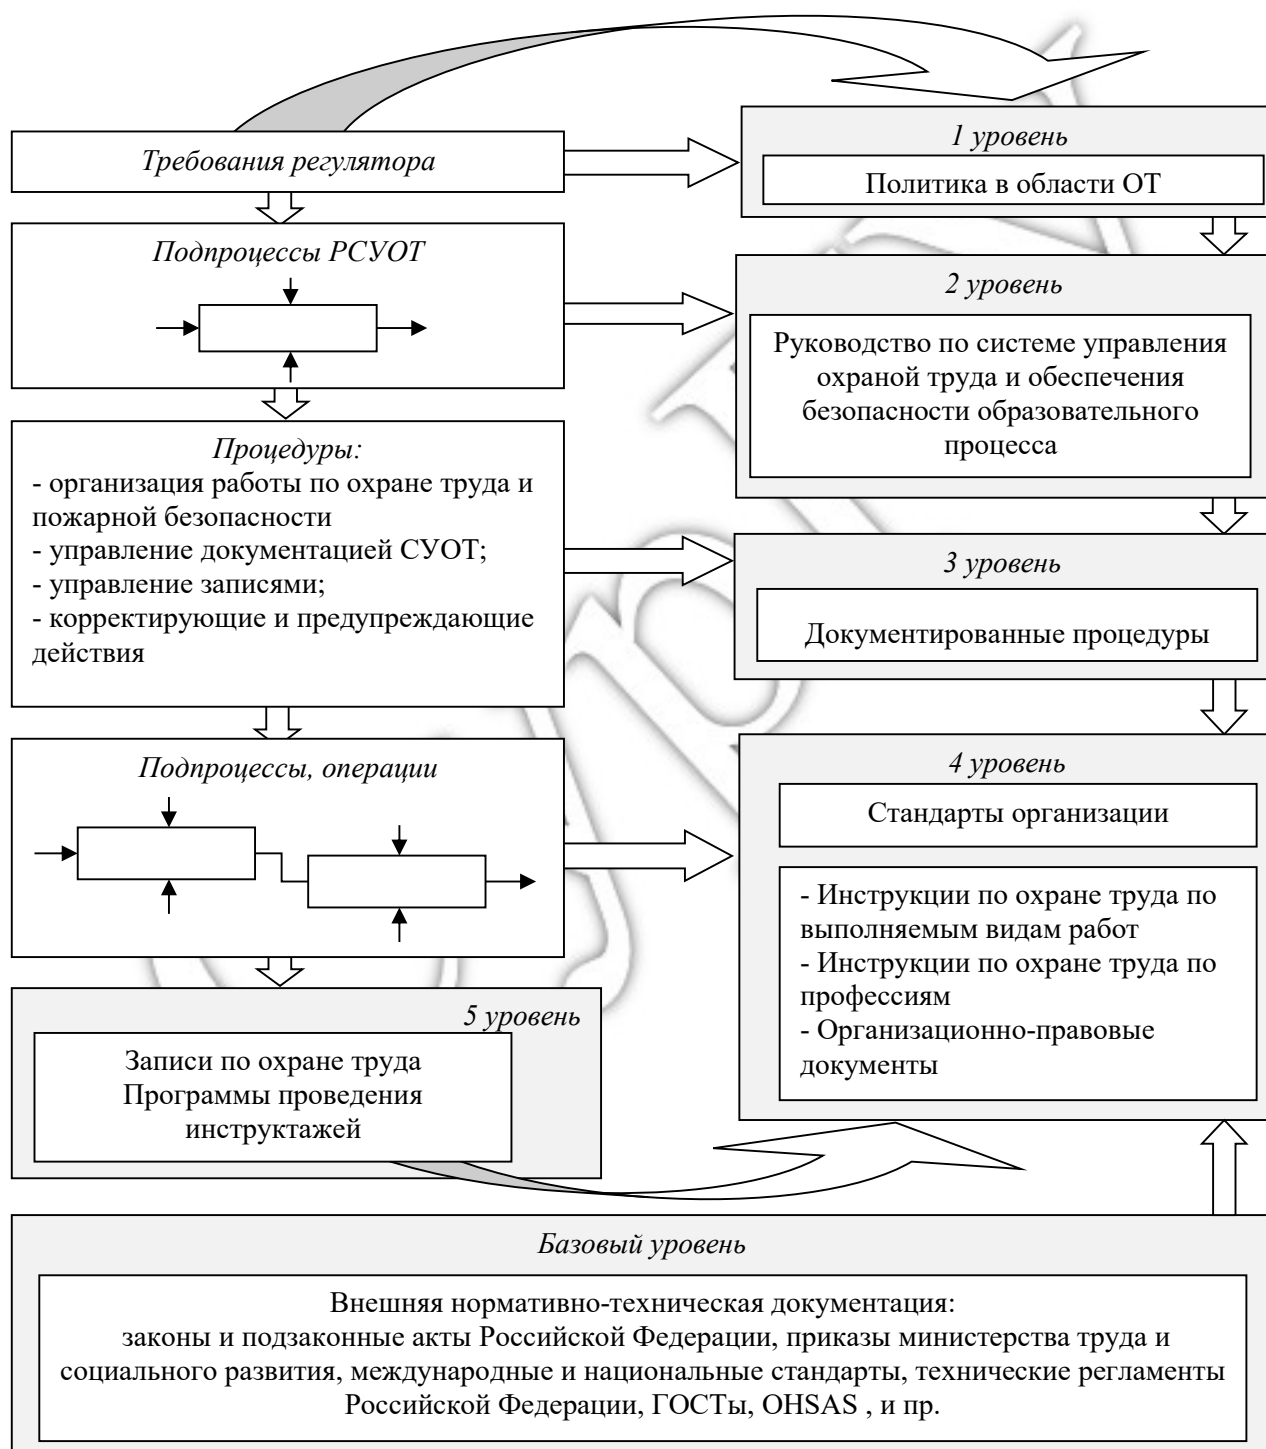 Требования регулятора
1 уровень
Политика в области ОТ
Подпроцессы РСУОТ
2 уровень
Руководство по системе управления
охраной труда и обеспечения
безопасности образовательного
процесса
Процедуры:
- организация работы по охране труда и
пожарной безопасности
- управление документацией СУОТ;
- управление записями;
- корректирующие и предупреждающие
действия
3 уровень
Документированные процедуры
Подпроцессы, операции
4 уровень
Стандарты организации
- Инструкции по охране труда по
выполняемым видам работ
- Инструкции по охране труда по
профессиям
- Организационно-правовые
документы
5 уровень
Записи по охране труда
Программы проведения
инструктажей
Базовый уровень
Внешняя нормативно-техническая документация:
законы и подзаконные акты Российской Федерации, приказы министерства труда и
социального развития, международные и национальные стандарты, технические регламенты
Российской Федерации, ГОСТы, OHSAS , и пр.